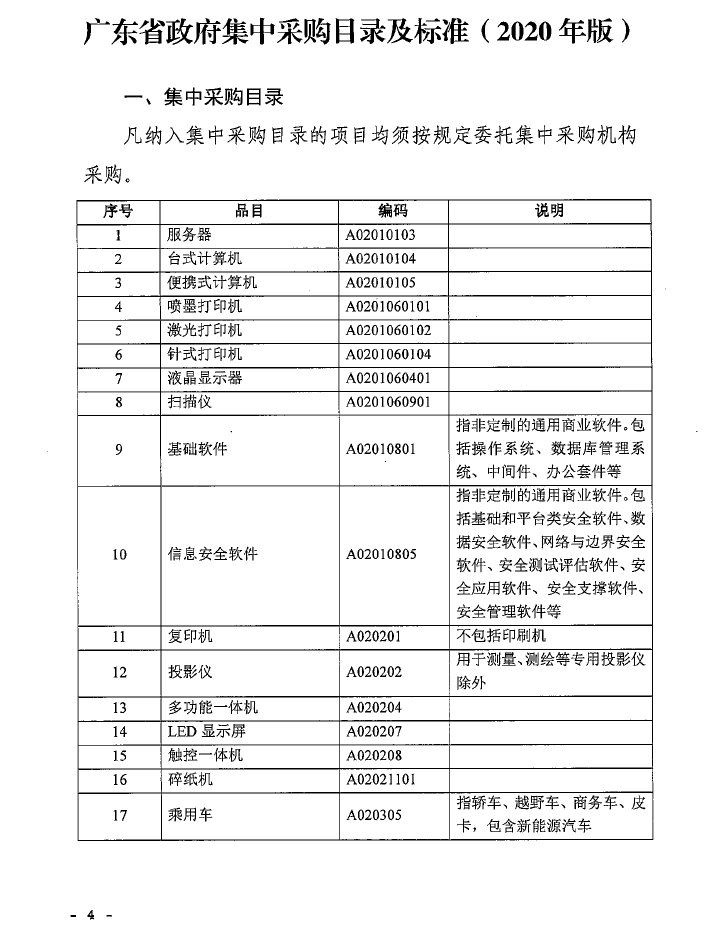 广东省政府集中采购目录及标准（2020年版）
一、集中采购目录
凡纳入集中采购目录的项目均须按规定委托集中采购机构
采购。
序号 品目 编码 说明
1 服务器 A02010103
2 台式计算机 A02010104
3 便携式计算机 A02010105
4 喷墨打印机 A0201060101
5 激光打印机 A0201060102
6 针式打印机 A0201060104
7 液晶显示器 A0201060401
8 扫描仪 A0201060901
9 基础软件 A02010801 指非定制的通用商业软件。包
括操作系统、数据库管理系
统、中间件、办公套件等
10 信息安全软件 A02010805 指非定制的通用商业软件。包
括基础和平台类安全软件、数
据安全软件、网络与边界安全
软件、安全测试评估软件、安
全应用软件、安全支撑软件、
安全管理软件等
11 复印机 A020201 不包括印刷机
12 投影仪 A020202 用于测量、测绘等专用投影仪
除外
13 多功能一体机 A020204
14 LED 显示屏 A020207
15 触控一体机 A020208
16 碎纸机 A02021101
17 乘用车 A020305 指轿车、越野车、商务车、皮
卡，包含新能源汽车
- 4 -